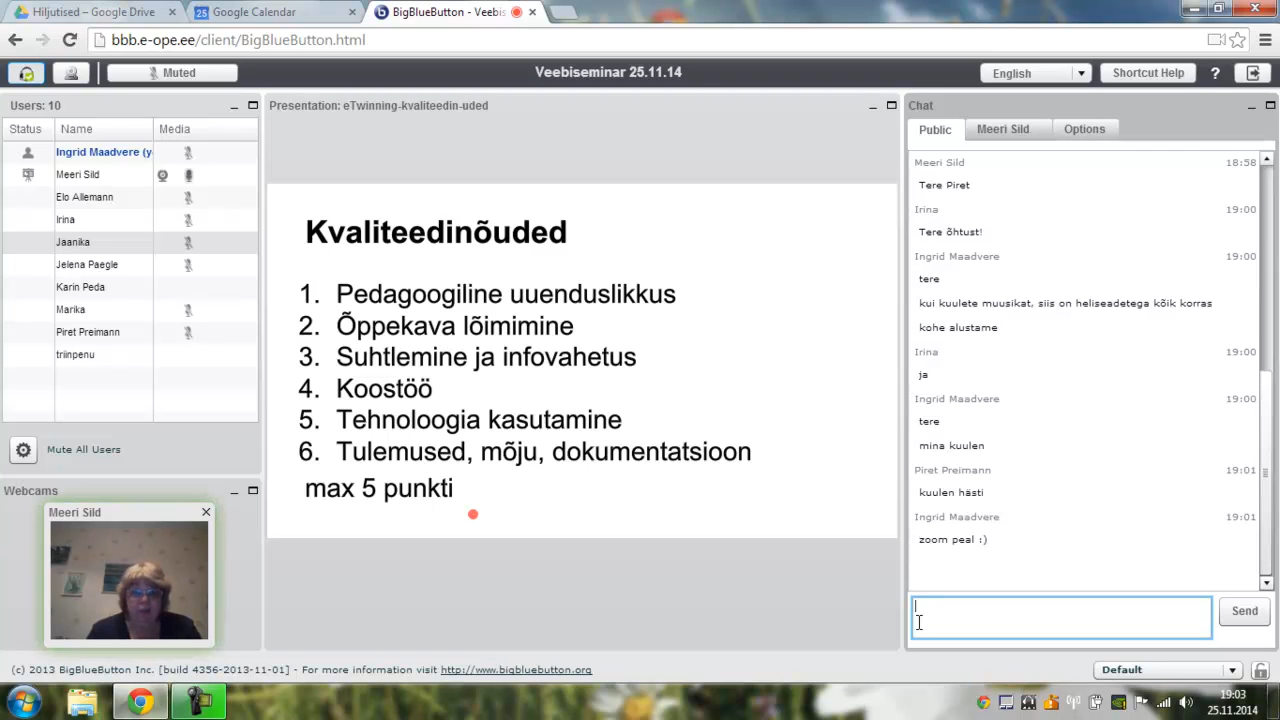 Hiljutised – Google Drive
25 Google Calendar
BigBlueButton - Veebis
bbb.e-ope.ee/client/BigBlueButton.html
Muted
Veebiseminar 25.11.14
English
Shortcut Help
?
Users: 10
Status Name Media
Ingrid Maadvere (y
Meeri Sild
Elo Allemann
Irina
Jaanika
Jelena Paegle
Karin Peda
Marika
Piret Preimann
triinpenu
Mute All Users
Webcams
Meeri Sild
Presentation: eTwinning-kvaliteedin-uded
Kvaliteedinõuded
1. Pedagoogiline uuenduslikkus
2. Õppekava lõimimine
3. Suhtlemine ja infovahetus
4. Koostöö
5. Tehnoloogia kasutamine
6. Tulemused, mõju, dokumentatsioon
max 5 punkti
Chat
Public Meeri Sild Options
Meeri Sild 18:58
Tere Piret
Irina 19:00
Tere õhtust!
Ingrid Maadvere 19:00
tere
kui kuulete muusikat, siis on heliseadetega kõik korras
kohe alustame
Irina 19:00
ja
Ingrid Maadvere 19:00
tere
mina kuulen
Piret Preimann 19:01
kuulen hästi
Ingrid Maadvere 19:01
zoom peal :)
Send
(c) 2013 BigBlueButton Inc. [build 4356-2013-11-01] - For more information visit http://www.bigbluebutton.org
Default
19:03
25.11.2014